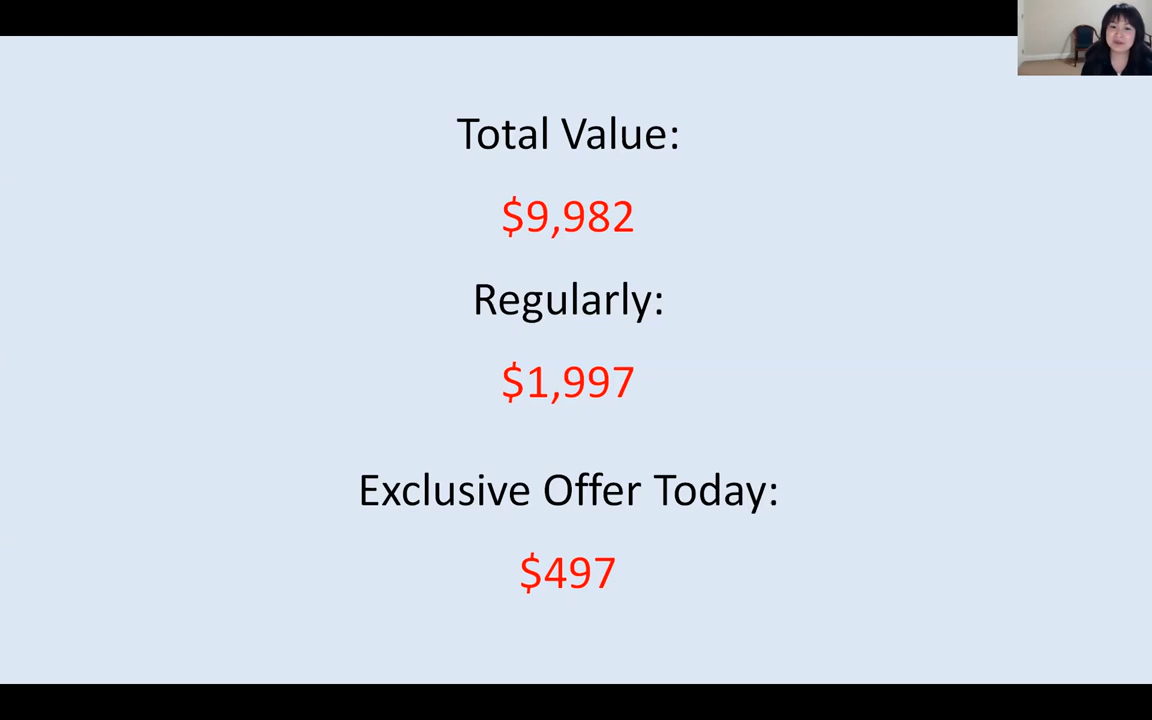 Total Value:
$9,982
Regularly:
$1,997
Exclusive Offer Today:
$497